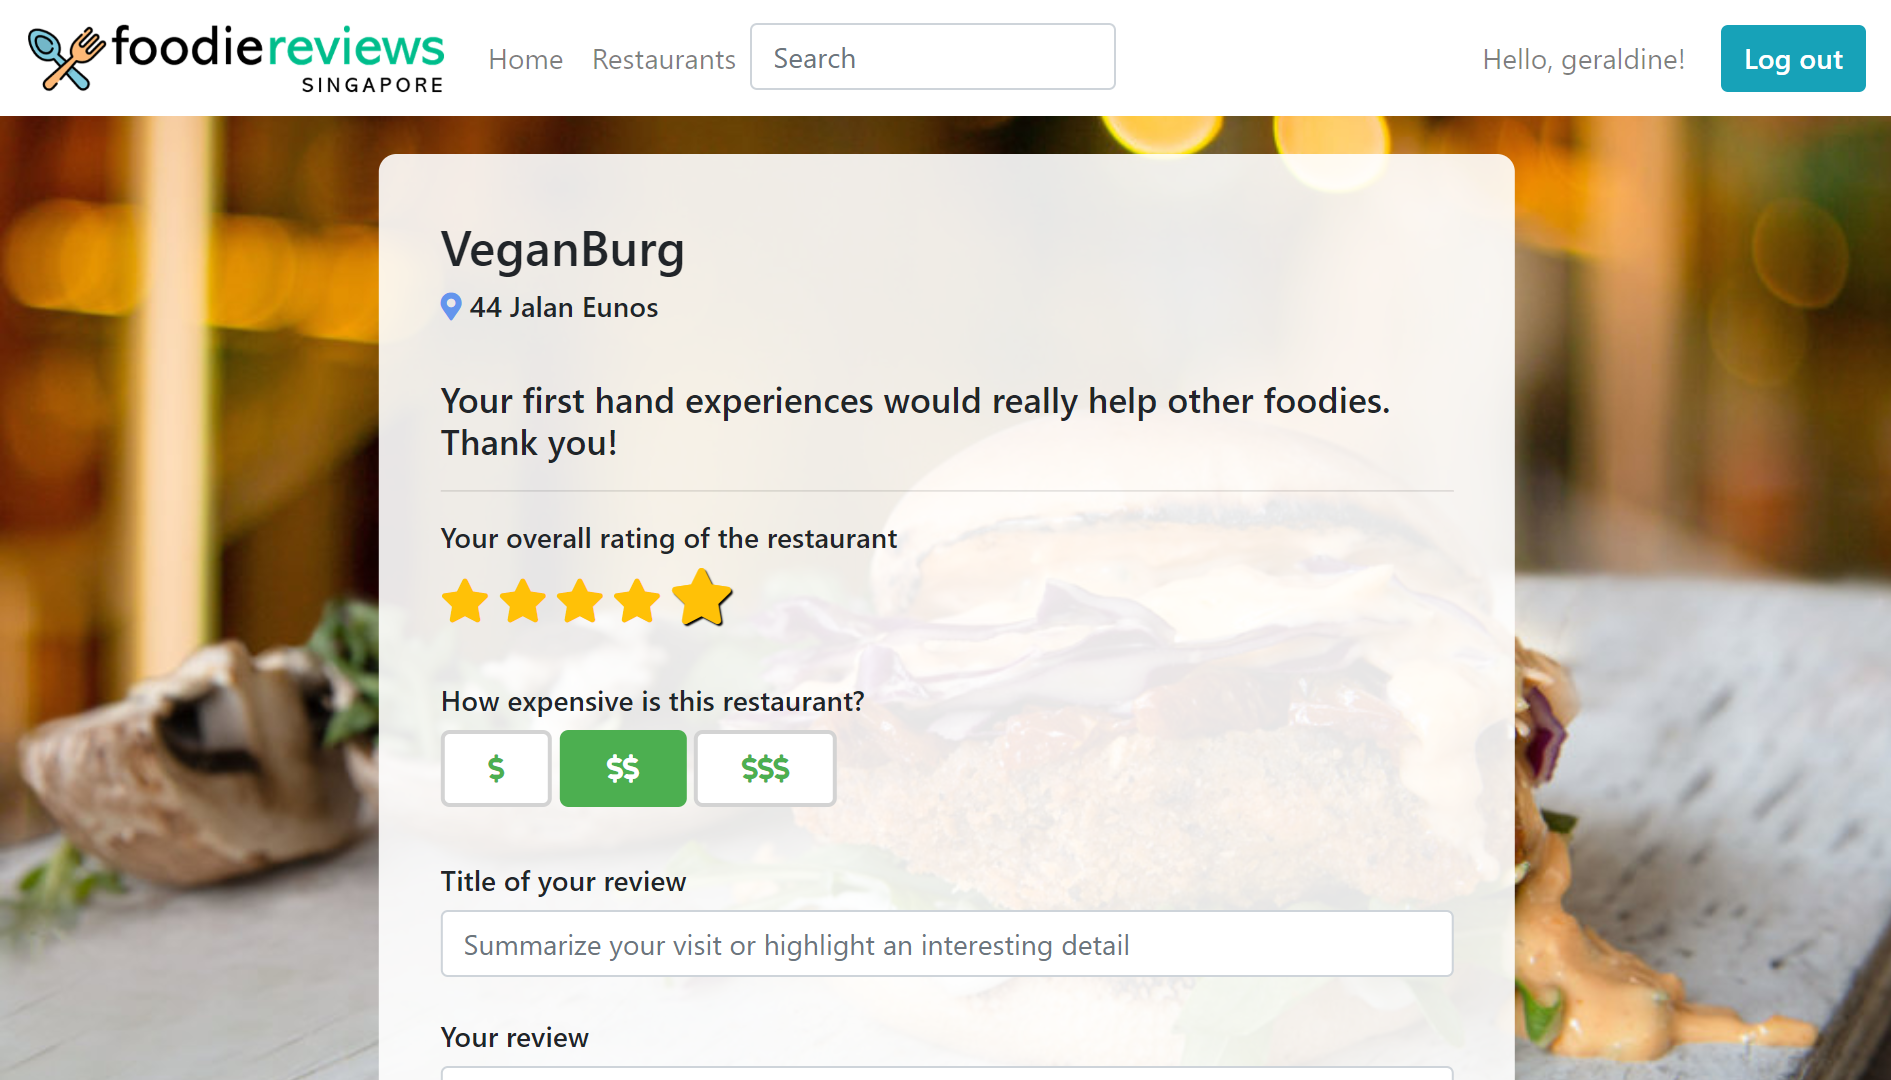 foodiereviews
SINGAPORE
Home
Restaurants
Search
Hello, geraldine!
Log out
VeganBurg
44 Jalan Eunos
Your first hand experiences would really help other foodies.
Thank you!
Your overall rating of the restaurant
How expensive is this restaurant?
$
$$
$$$
Title of your review
Summarize your visit or highlight an interesting detail
Your review